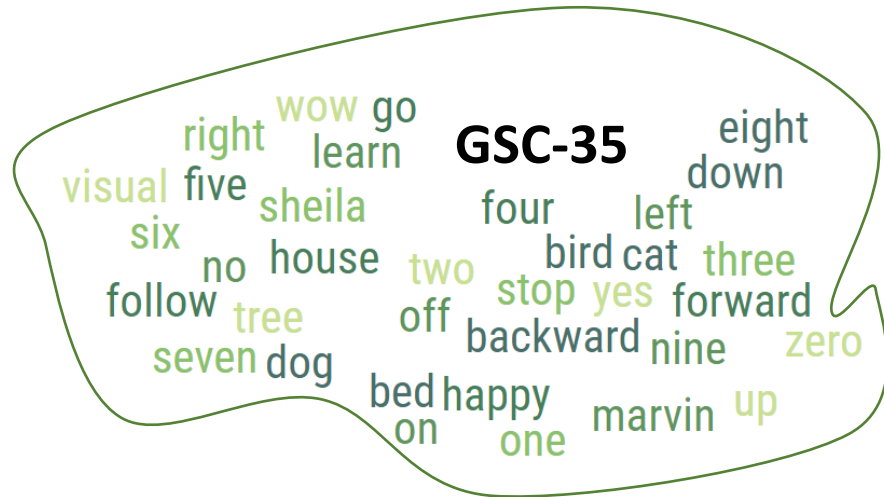 wow go
right
learn
GSC-35
eight
down
visual five
sheila
four
left
six
no house
two
bird cat three
follow
tree
off
stop yes forward
backward nine zero
seven dog
bed happy
on
one
marvin up